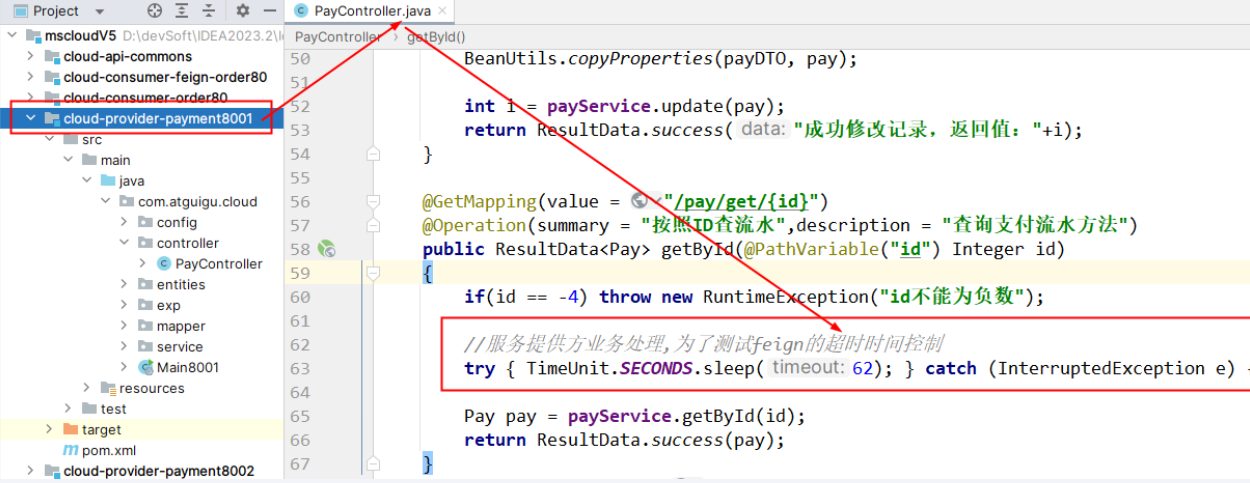 Project
mscloudV5 D:\devSoft\IDEA2023.2\
cloud-api-commons
cloud-consumer-feign-order80
cloud-consumer-order80
cloud-provider-payment8001
src
main
java
com.atguigu.cloud
config
controller
PayController
entities
exp
mapper
service
Main8001
resources
test
target
pom.xml
cloud-provider-payment8002
PayController.java
PayController getById()
50 BeanUtils.copyProperties(payDTO, pay);
51
52 int i = payService.update(pay);
53 return ResultData.success( data: "成功修改记录，返回值："+i);
54 }
55
56 @GetMapping(value = "/pay/get/{id}")
57 @Operation(summary = "按照ID查流水",description = "查询支付流水方法")
58 public ResultData<Pay> getById(@PathVariable("id") Integer id)
59 {
60 if(id == -4) throw new RuntimeException("id不能为负数");
61
62 //服务提供方业务处理,为了测试feign的超时时间控制
63 try { TimeUnit.SECONDS.sleep( timeout: 62); } catch (InterruptedException e)
64
65 Pay pay = payService.getById(id);
66 return ResultData.success(pay);
67 }